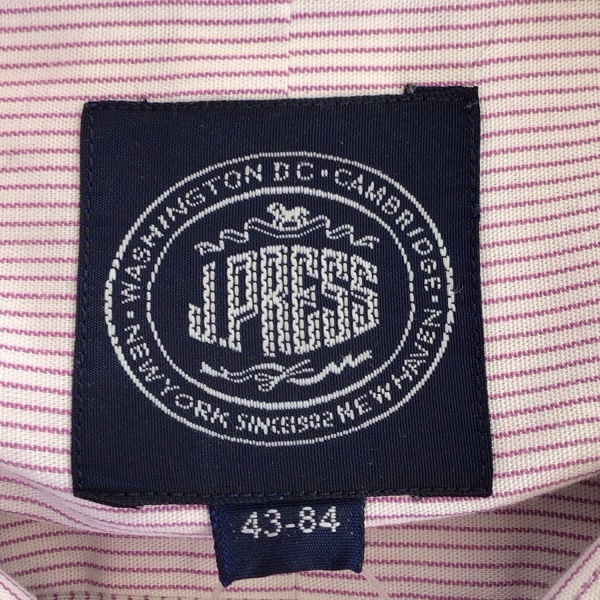 WASHINGTON DC · CAMBRIDGE ·
J.PRESS
· NEW YORK SINCE 1902 NEW HAVEN ·
43-84